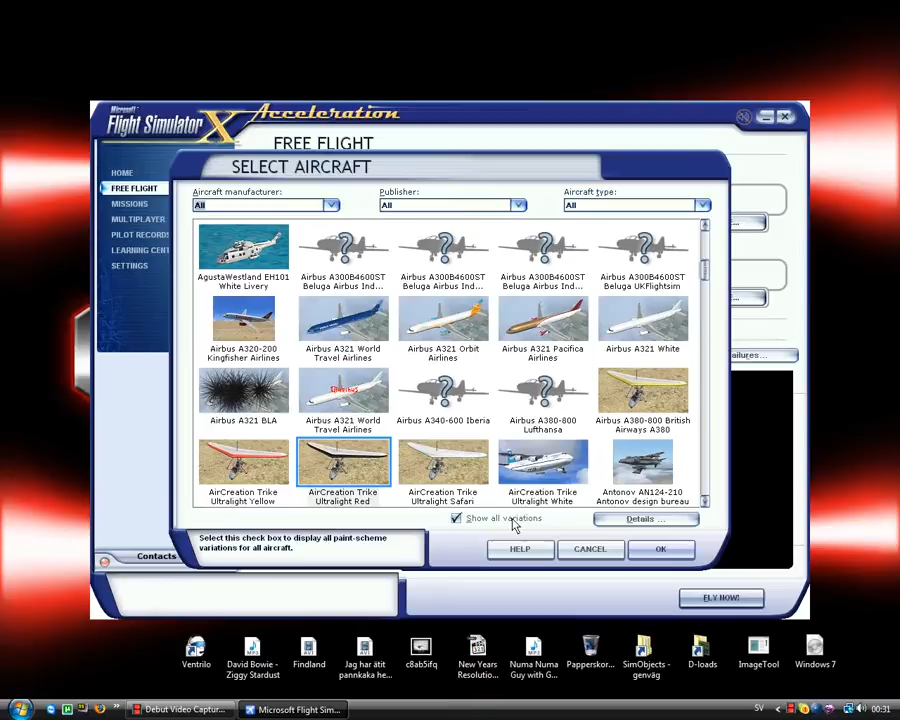 Microsoft
Flight Simulator X Acceleration
FREE FLIGHT
SELECT AIRCRAFT
HOME
FREE FLIGHT
MISSIONS
MULTIPLAYER
PILOT RECORDS
LEARNING CENT
SETTINGS
Aircraft manufacturer:
Publisher:
Aircraft type:
All
All
All
AgustaWestland EH101
White Livery
Airbus A300B4600ST
Beluga Airbus Ind...
Airbus A300B4600ST
Beluga Airbus Ind...
Airbus A300B4600ST
Beluga Airbus Ind...
Airbus A300B4600ST
Beluga UKFlightsim
Airbus A320-200
Kingfisher Airlines
Airbus A321 World
Travel Airlines
Airbus A321 Orbit
Airlines
Airbus A321 Pacifica
Airlines
Airbus A321 White
Airbus A321 BLA
Airbus A321 World
Travel Airlines
Airbus A340-600 Iberia
Airbus A380-800
Lufthansa
Airbus A380-800 British
Airways A380
AirCreation Trike
Ultralight Yellow
AirCreation Trike
Ultralight Red
AirCreation Trike
Ultralight Safari
AirCreation Trike
Ultralight White
Antonov AN124-210
Antonov design bureau
Show all variations
Details ...
ailures...
Select this check box to display all paint-scheme
variations for all aircraft.
HELP
CANCEL
OK
Contacts
FLY NOW!
Ventrilo
David Bowie -
Ziggy Stardust
Findland
Jag har ätit
pannkaka he...
c8ab5ifq
New Years
Resolutio...
Numa Numa
Guy with G...
Papperskor...
SimObjects -
genväg
D-loads
ImageTool
Windows 7
Debut Video Captur...
Microsoft Flight Sim...
SV
00:31